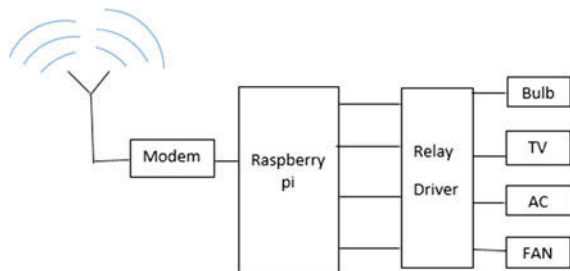 Modem
Raspberry
pi
Relay
Driver
Bulb
TV
AC
FAN